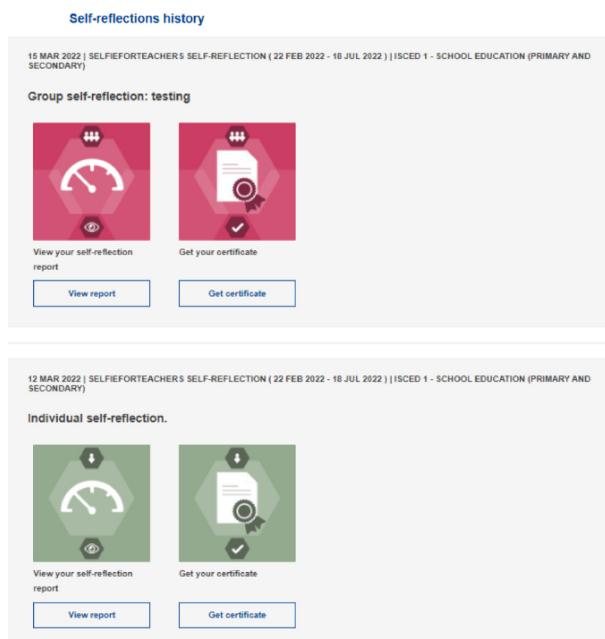 Self-reflections history
15 MAR 2022 | SELFIEFORTEACHERS SELF-REFLECTION ( 22 FEB 2022 - 18 JUL 2022 ) | ISCED 1 - SCHOOL EDUCATION (PRIMARY AND
SECONDARY)
Group self-reflection: testing
View your self-reflection
report
Get your certificate
View report
Get certificate
12 MAR 2022 | SELFIEFORTEACHERS SELF-REFLECTION ( 22 FEB 2022 - 18 JUL 2022 ) | ISCED 1 - SCHOOL EDUCATION (PRIMARY AND
SECONDARY)
Individual self-reflection.
View your self-reflection
report
Get your certificate
View report
Get certificate